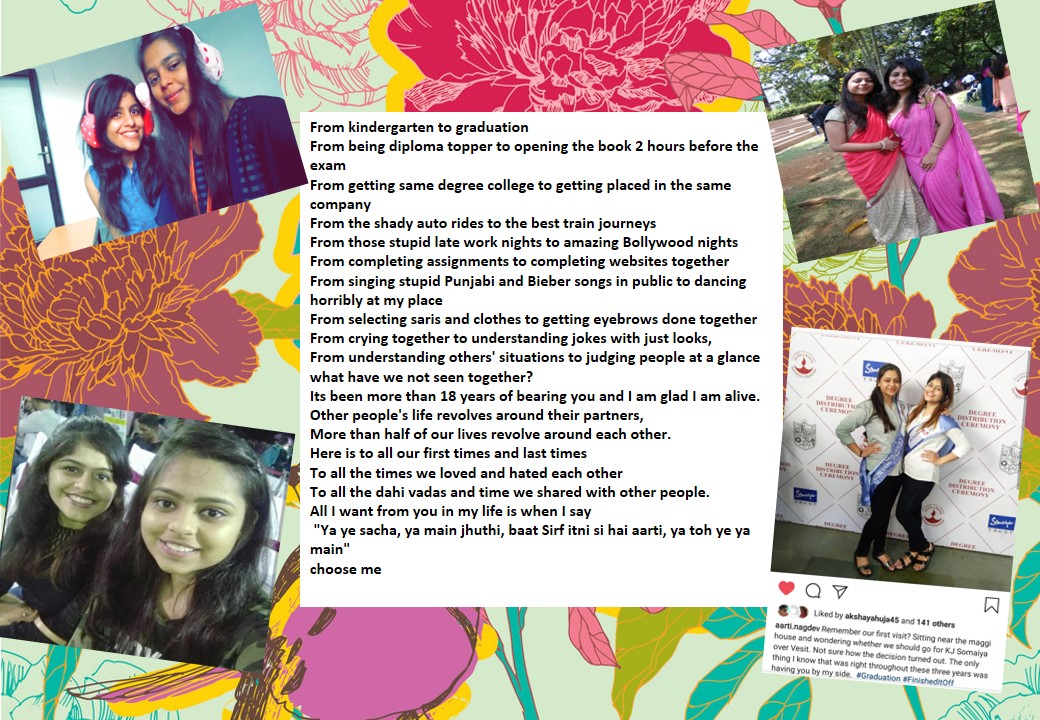 From kindergarten to graduation
From being diploma topper to opening the book 2 hours before the
exam
From getting same degree college to getting placed in the same
company
From the shady auto rides to the best train journeys
From those stupid late work nights to amazing Bollywood nights
From completing assignments to completing websites together
From singing stupid Punjabi and Bieber songs in public to dancing
horribly at my place
From selecting saris and clothes to getting eyebrows done together
From crying together to understanding jokes with just looks,
From understanding others' situations to judging people at a glance
what have we not seen together?
Its been more than 18 years of bearing you and I am glad I am alive.
Other people's life revolves around their partners,
More than half of our lives revolve around each other.
Here is to all our first times and last times
To all the times we loved and hated each other
To all the dahi vadas and time we shared with other people.
All I want from you in my life is when I say
"Ya ye sacha, ya main jhuthi, baat Sirf itni si hai aarti, ya toh ye ya
main"
choose me
DEGREE
DISTRIBUTION
CEREMONY
Liked by akshayahuja45 and 141 others
aarti.nagdev Remember our first visit? Sitting near the maggi
house and wondering whether we should go for KJ Somaiya
over Vesit. Not sure how the decision turned out. The only
thing I know that was right throughout these three years was
having you by my side. #Graduation #FinishedItOff